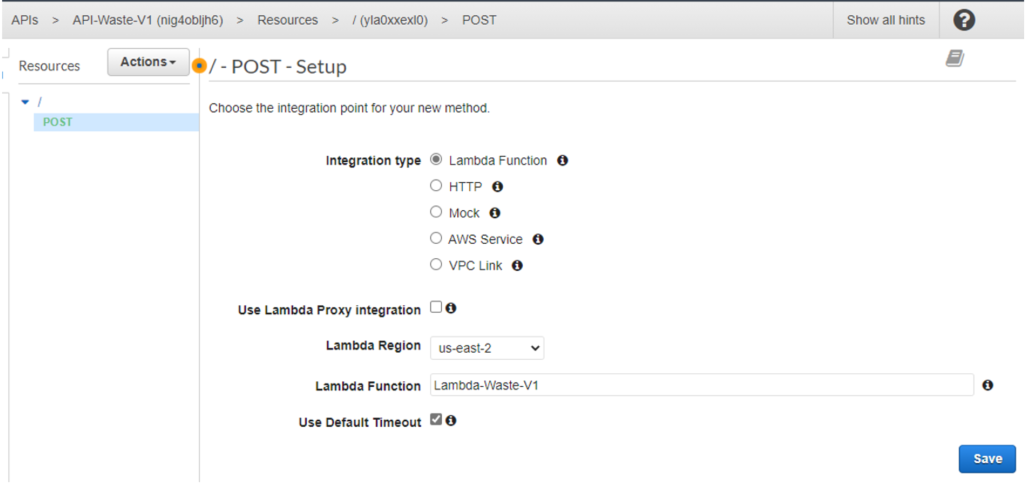 APIs > API-Waste-V1 (nig4obljh6) > Resources > / (yla0xxexl0) > POST Show all hints ?
Resources Actions / - POST - Setup
/
POST
Choose the integration point for your new method.
Integration type Lambda Function
HTTP
Mock
AWS Service
VPC Link
Use Lambda Proxy integration
Lambda Region us-east-2
Lambda Function Lambda-Waste-V1
Use Default Timeout
Save